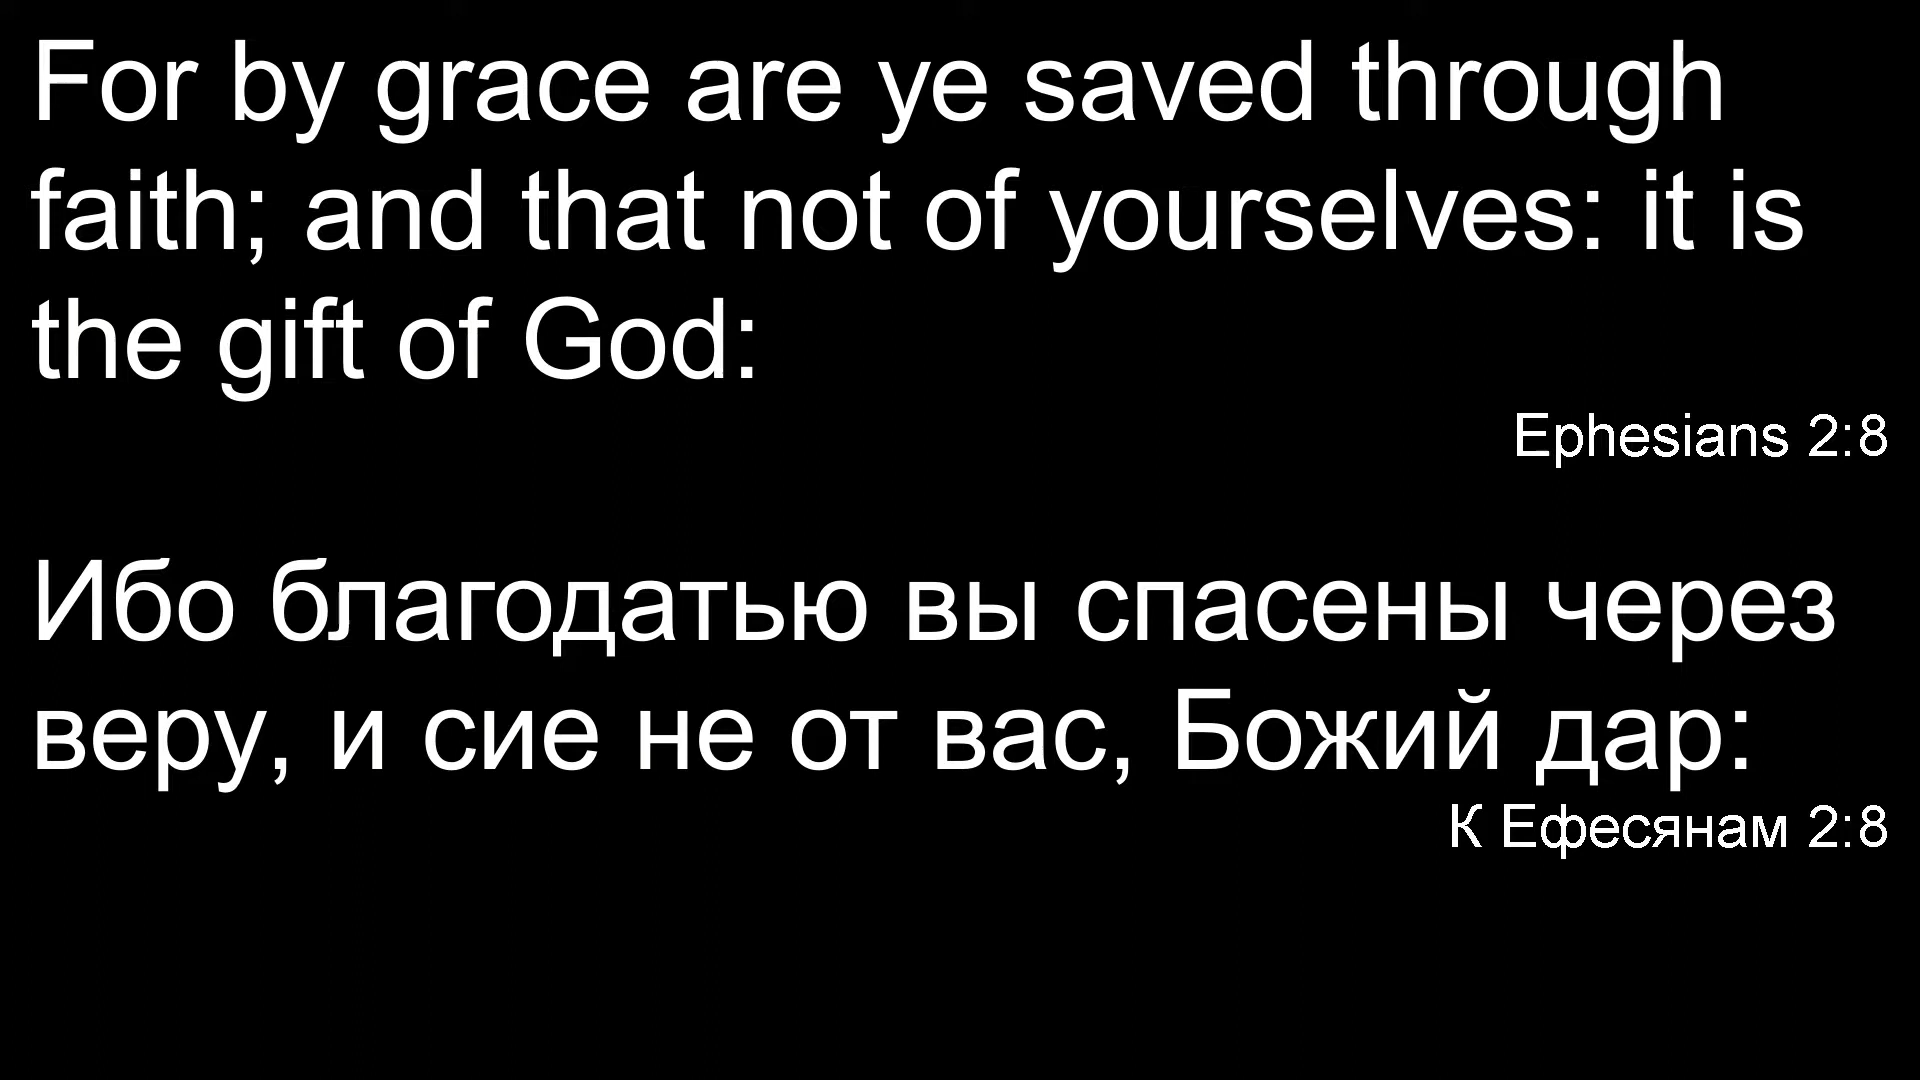 For by grace are ye saved through
faith; and that not of yourselves: it is
the gift of God:
Ephesians 2:8
Ибо благодатью вы спасены через
веру, и сие не от вас, Божий дар:
К Ефесянам 2:8